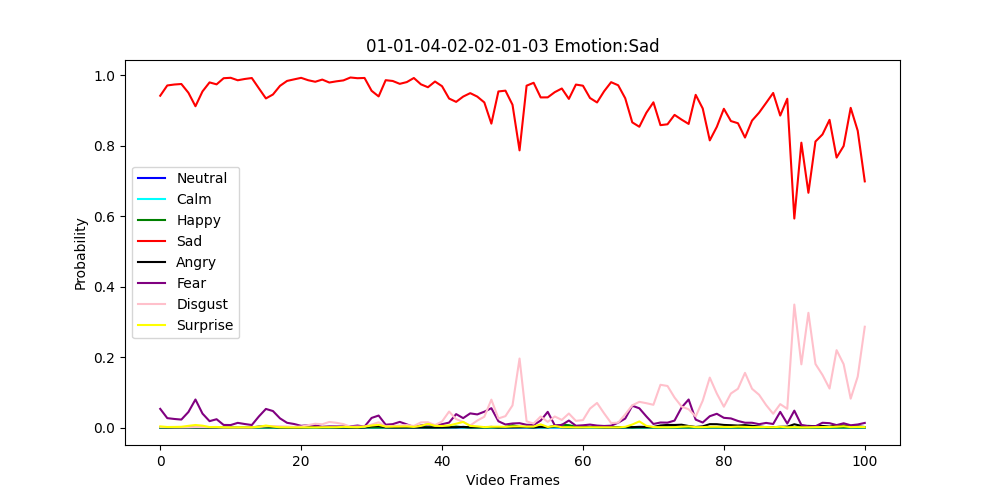 01-01-04-02-02-01-03 Emotion:Sad
1.0
0.8
0.6
0.4
0.2
0.0
Probability
Neutral
Calm
Happy
Sad
Angry
Fear
Disgust
Surprise
0 20 40 60 80 100
Video Frames